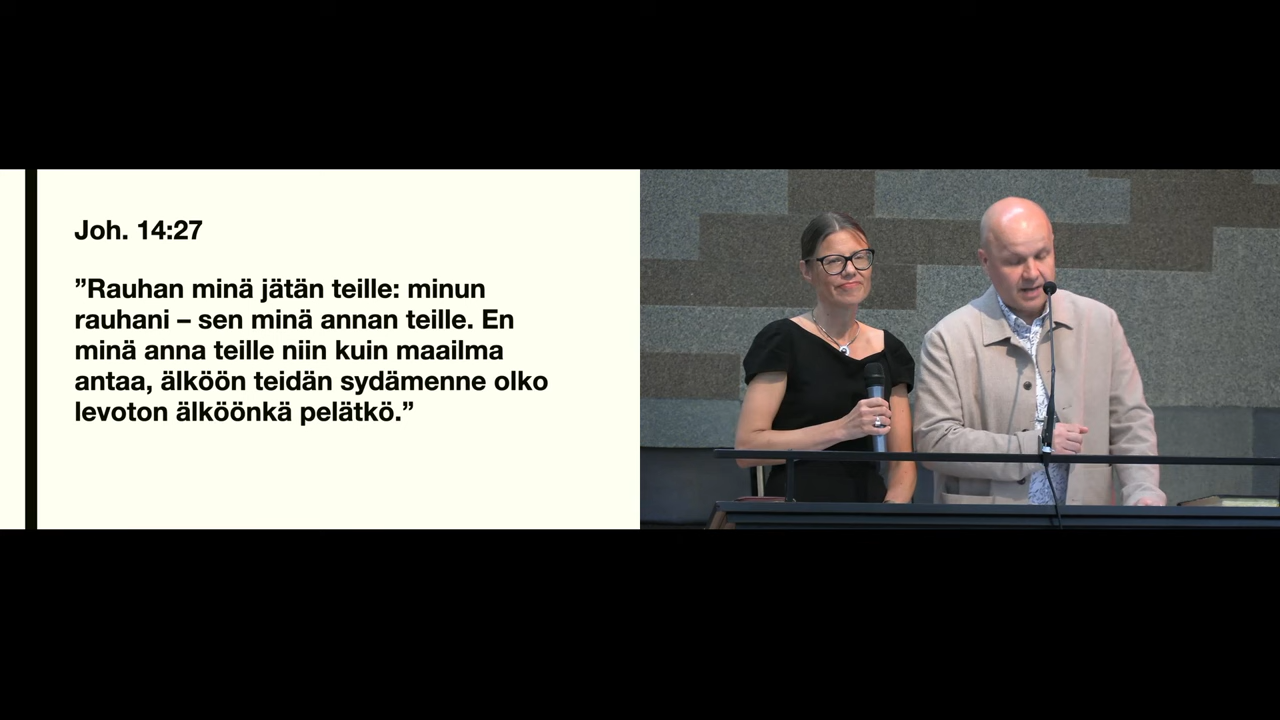 Joh. 14:27
”Rauhan minä jätän teille: minun
rauhani – sen minä annan teille. En
minä anna teille niin kuin maailma
antaa, älköön teidän sydämenne olko
levoton älköönkä pelätkö.”